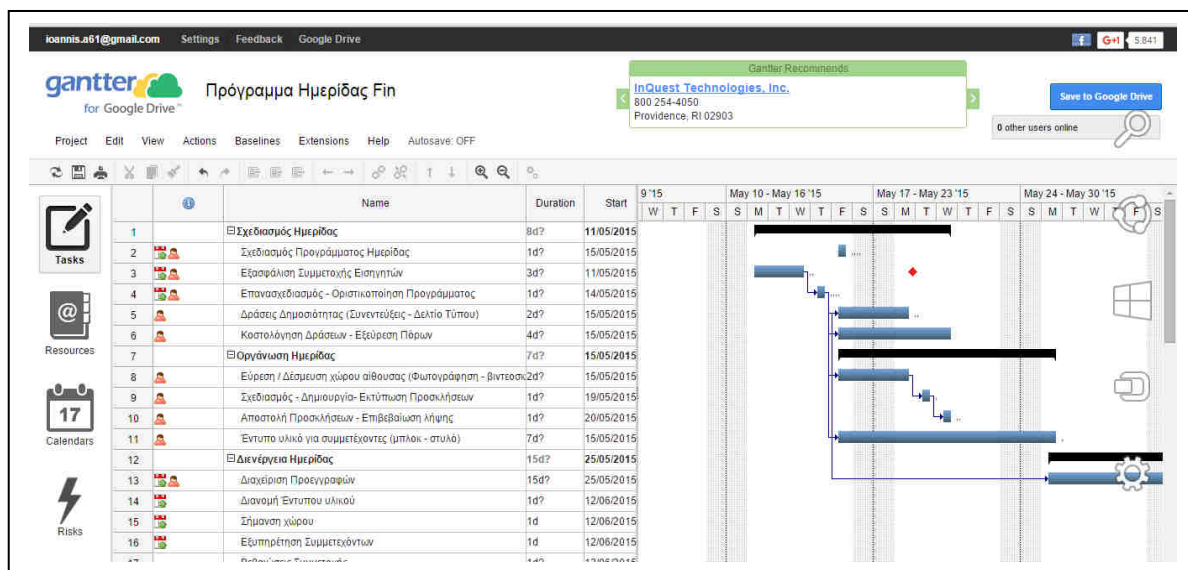 ioannis.a61@gmail.com Settings Feedback Google Drive
5.841
gantter
for Google Drive™
Πρόγραμμα Ημερίδας Fin
Gantter Recommends
InQuest Technologies, Inc.
800 254-4050
Providence, RI 02903
Save to Google Drive
0 other users online
Project Edit View Actions Baselines Extensions Help Autosave: OFF
Name Duration Start 9 '15 May 10 - May 16 '15 May 17 - May 23 '15 May 24 - May 30 '15
W T F S S M T W T F S S M T W T F S S M T W T F S
Tasks
Resources
17
Calendars
Risks
1 Σχεδιασμός Ημερίδας 8d? 11/05/2015
2 Σχεδιασμός Προγράμματος Ημερίδας 1d? 15/05/2015
3 Εξασφάλιση Συμμετοχής Εισηγητών 3d? 11/05/2015
4 Επανασχεδιασμός - Οριστικοποίηση Προγράμματος 1d? 14/05/2015
5 Δράσεις Δημοσιότητας (Συνεντεύξεις - Δελτίο Τύπου) 2d? 15/05/2015
6 Κοστολόγηση Δράσεων - Εξεύρεση Πόρων 4d? 15/05/2015
7 Οργάνωση Ημερίδας 7d? 15/05/2015
8 Εύρεση / Δέσμευση χώρου αίθουσας (Φωτογράφηση - βιντεοσκ 2d? 15/05/2015
9 Σχεδιασμός - Δημιουργία- Εκτύπωση Προσκλήσεων 1d? 19/05/2015
10 Αποστολή Προσκλήσεων - Επιβεβαίωση λήψης 1d? 20/05/2015
11 Έντυπο υλικό για συμμετέχοντες (μπλοκ - στυλό) 7d? 15/05/2015
12 Διενέργεια Ημερίδας 15d? 25/05/2015
13 Διαχείριση Προεγγραφών 15d? 25/05/2015
14 Διανομή Έντυπου υλικού 1d? 12/06/2015
15 Σήμανση χώρου 1d 12/06/2015
16 Εξυπηρέτηση Συμμετεχόντων 1d 12/06/2015